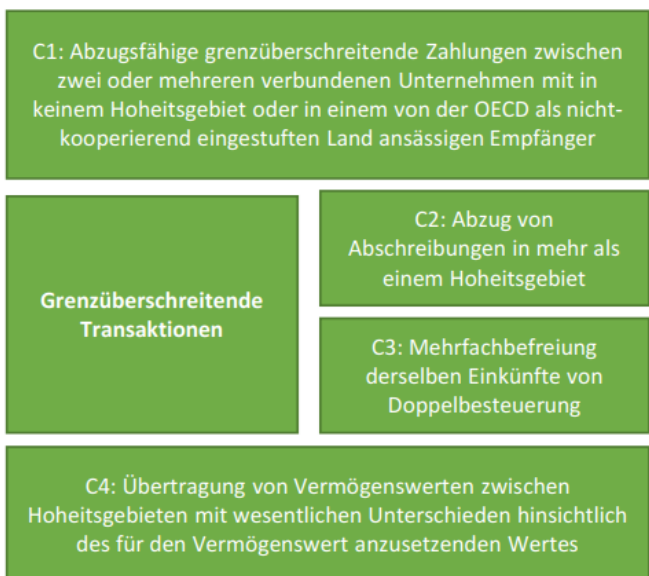 C1: Abzugsfähige grenzüberschreitende Zahlungen zwischen
zwei oder mehreren verbundenen Unternehmen mit in
keinem Hoheitsgebiet oder in einem von der OECD als nicht-
kooperierend eingestuften Land ansässigen Empfänger
Grenzüberschreitende
Transaktionen
C2: Abzug von
Abschreibungen in mehr als
einem Hoheitsgebiet
C3: Mehrfachbefreiung
derselben Einkünfte von
Doppelbesteuerung
C4: Übertragung von Vermögenswerten zwischen
Hoheitsgebieten mit wesentlichen Unterschieden hinsichtlich
des für den Vermögenswert anzusetzenden Wertes